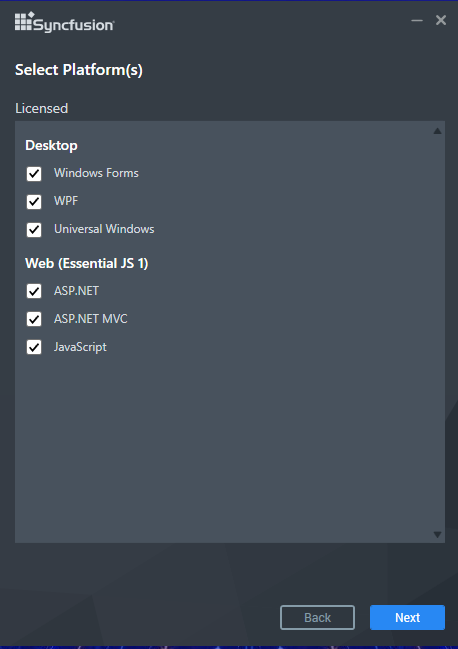 Syncfusion®
Select Platform(s)
Licensed
Desktop
Windows Forms
WPF
Universal Windows
Web (Essential JS 1)
ASP.NET
ASP.NET MVC
JavaScript
Back
Next